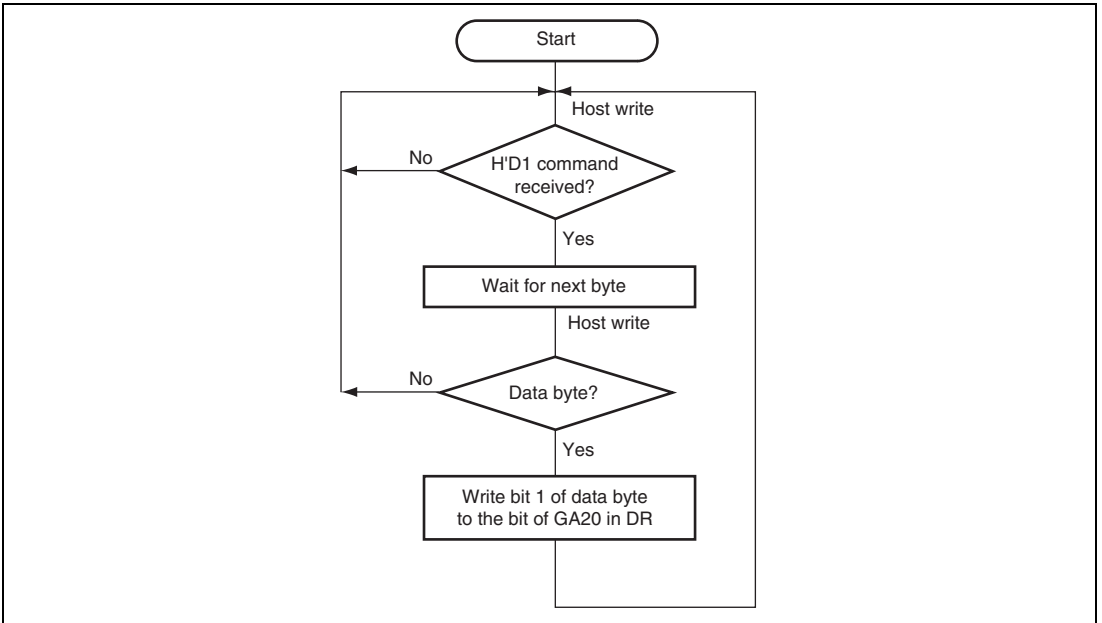 Start
Host write
No
H'D1 command
received?
Yes
Wait for next byte
Host write
No
Data byte?
Yes
Write bit 1 of data byte
to the bit of GA20 in DR